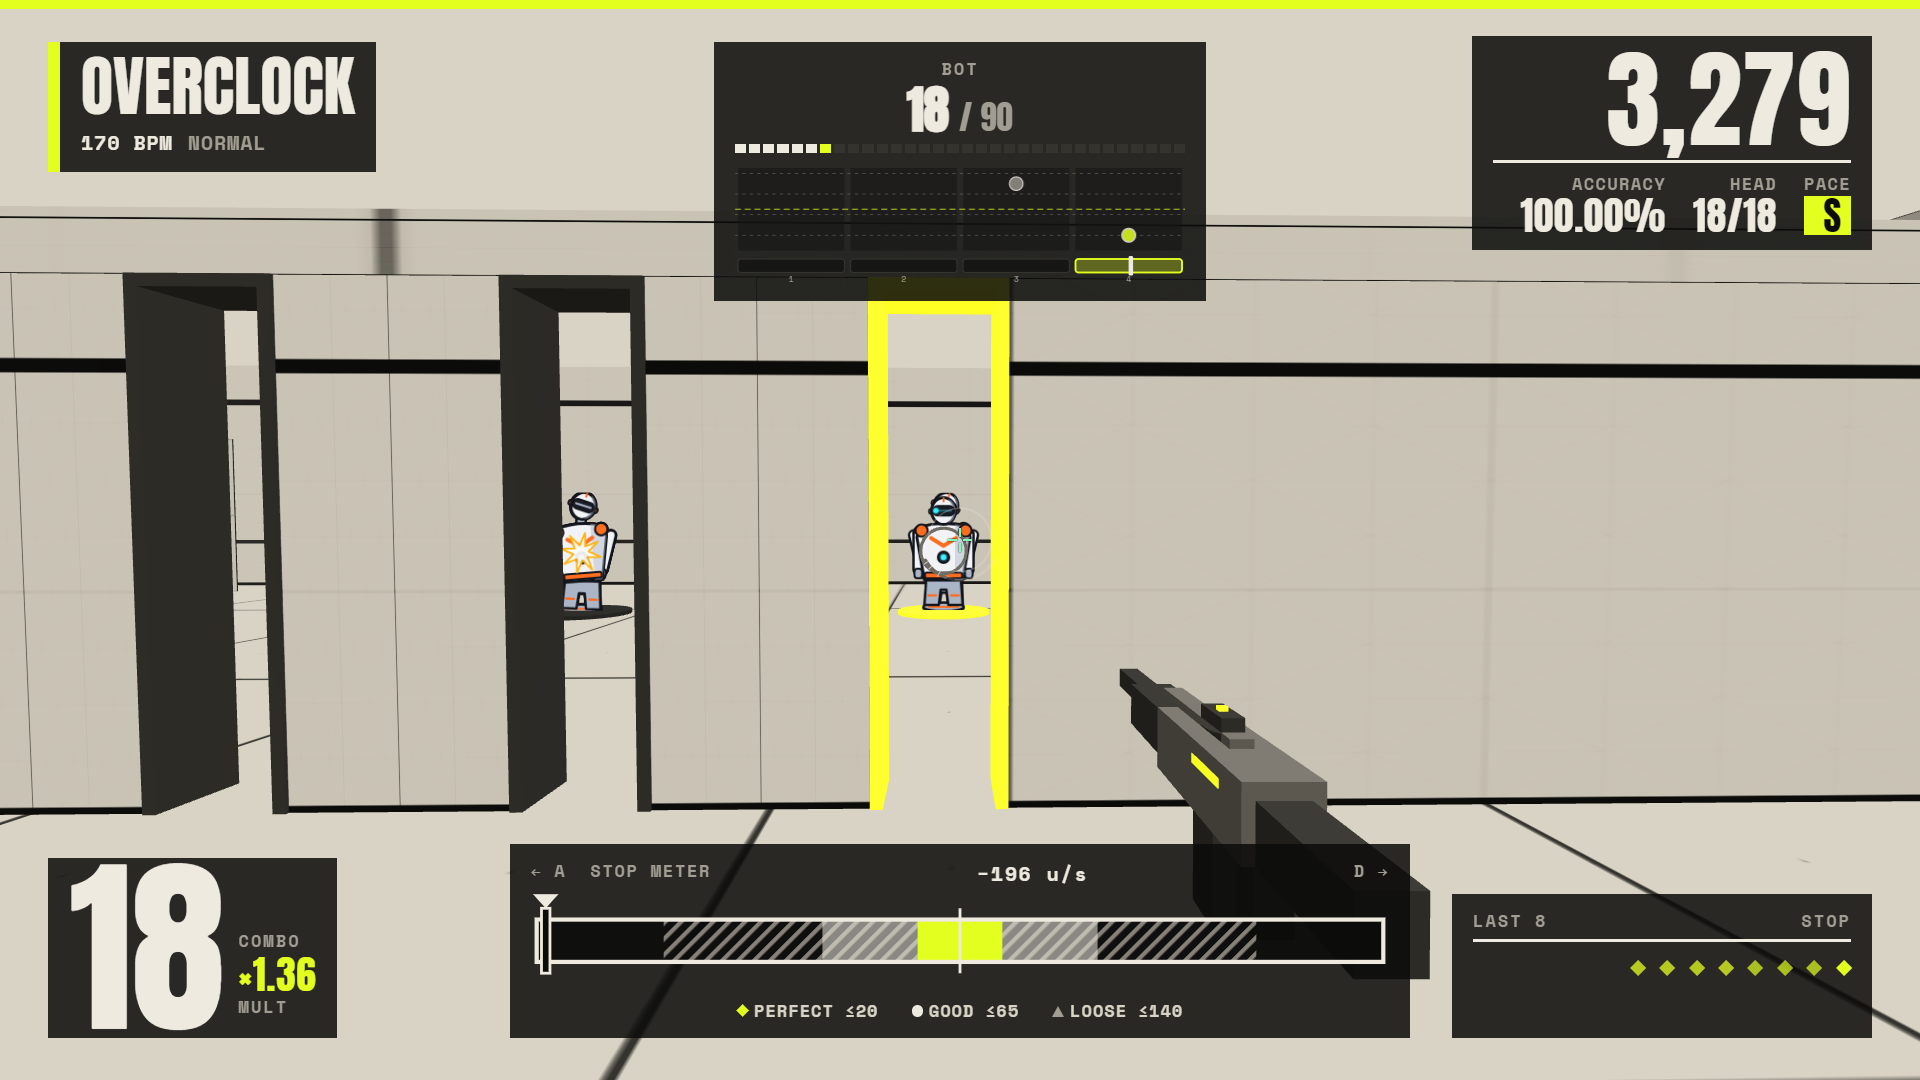 OVERCLOCK
170 BPM NORMAL
BOT
18 / 90
1 2 3 4
3,279
ACCURACY HEAD PACE
100.00% 18/18 S
18
COMBO
×1.36
MULT
← A STOP METER -196 u/s D →
PERFECT ≤20 GOOD ≤65 LOOSE ≤140
LAST 8 STOP